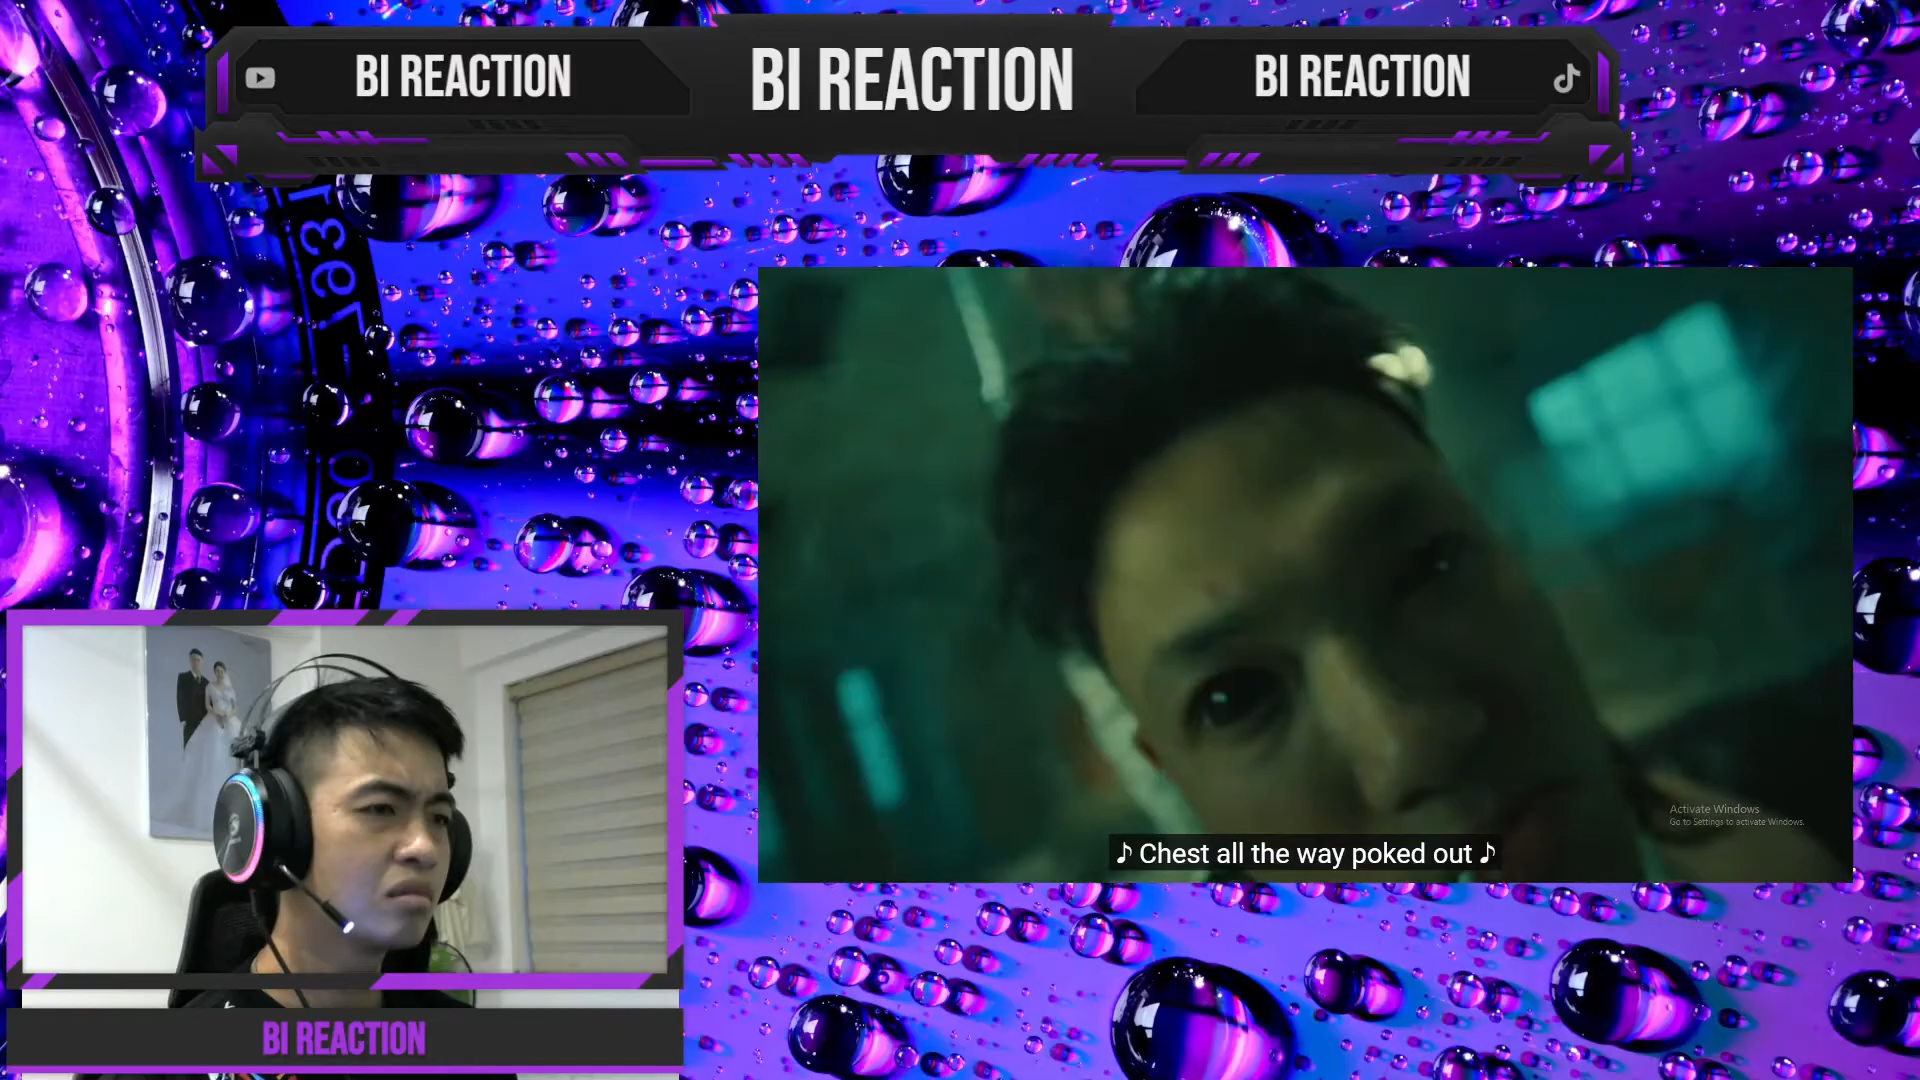 BI REACTION
BI REACTION
BI REACTION
Activate Windows
Go to Settings to activate Windows.
♪ Chest all the way poked out ♪
BI REACTION